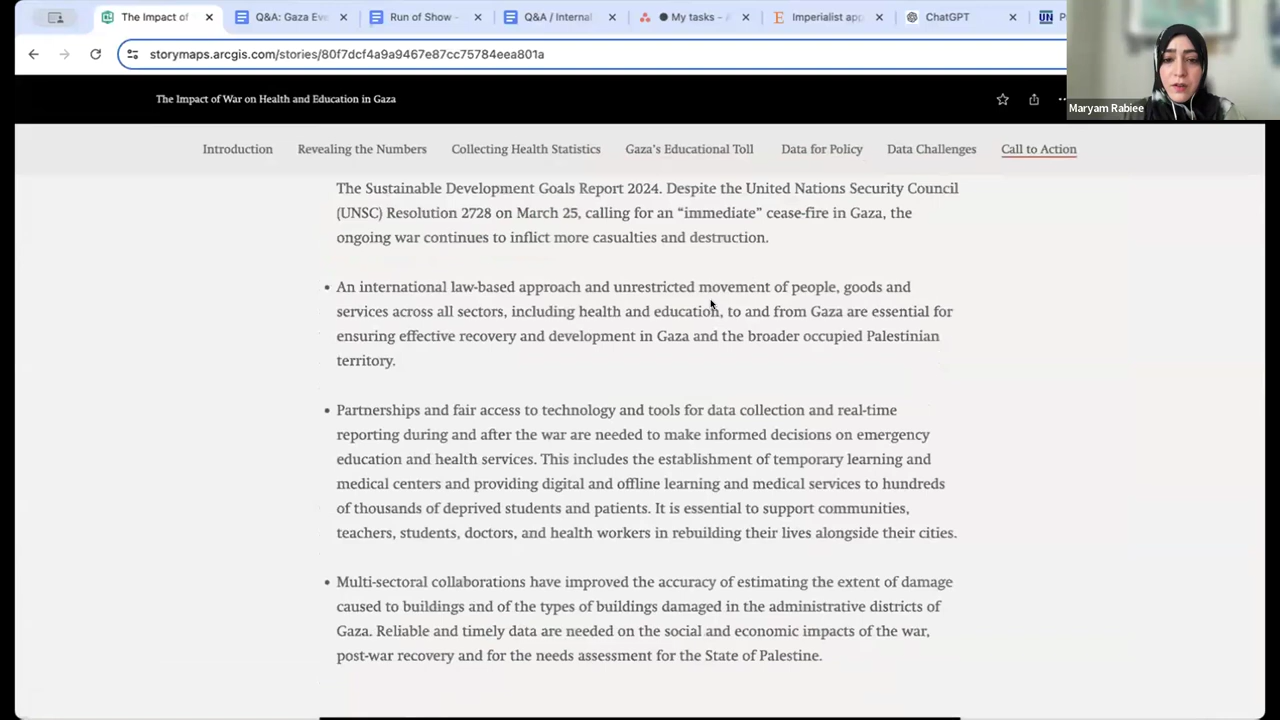 The Impact of
Q&A: Gaza Ev
Run of Show -
Q&A / Internal
My tasks -
Imperialist app
ChatGPT
UN
storymaps.arcgis.com/stories/80f7dcf4a9a9467e87cc75784eea801a
The Impact of War on Health and Education in Gaza
Maryam Rabiee
Introduction
Revealing the Numbers
Collecting Health Statistics
Gaza's Educational Toll
Data for Policy
Data Challenges
Call to Action
The Sustainable Development Goals Report 2024. Despite the United Nations Security Council
(UNSC) Resolution 2728 on March 25, calling for an “immediate” cease-fire in Gaza, the
ongoing war continues to inflict more casualties and destruction.
• An international law-based approach and unrestricted movement of people, goods and
services across all sectors, including health and education, to and from Gaza are essential for
ensuring effective recovery and development in Gaza and the broader occupied Palestinian
territory.
• Partnerships and fair access to technology and tools for data collection and real-time
reporting during and after the war are needed to make informed decisions on emergency
education and health services. This includes the establishment of temporary learning and
medical centers and providing digital and offline learning and medical services to hundreds
of thousands of deprived students and patients. It is essential to support communities,
teachers, students, doctors, and health workers in rebuilding their lives alongside their cities.
• Multi-sectoral collaborations have improved the accuracy of estimating the extent of damage
caused to buildings and of the types of buildings damaged in the administrative districts of
Gaza. Reliable and timely data are needed on the social and economic impacts of the war,
post-war recovery and for the needs assessment for the State of Palestine.